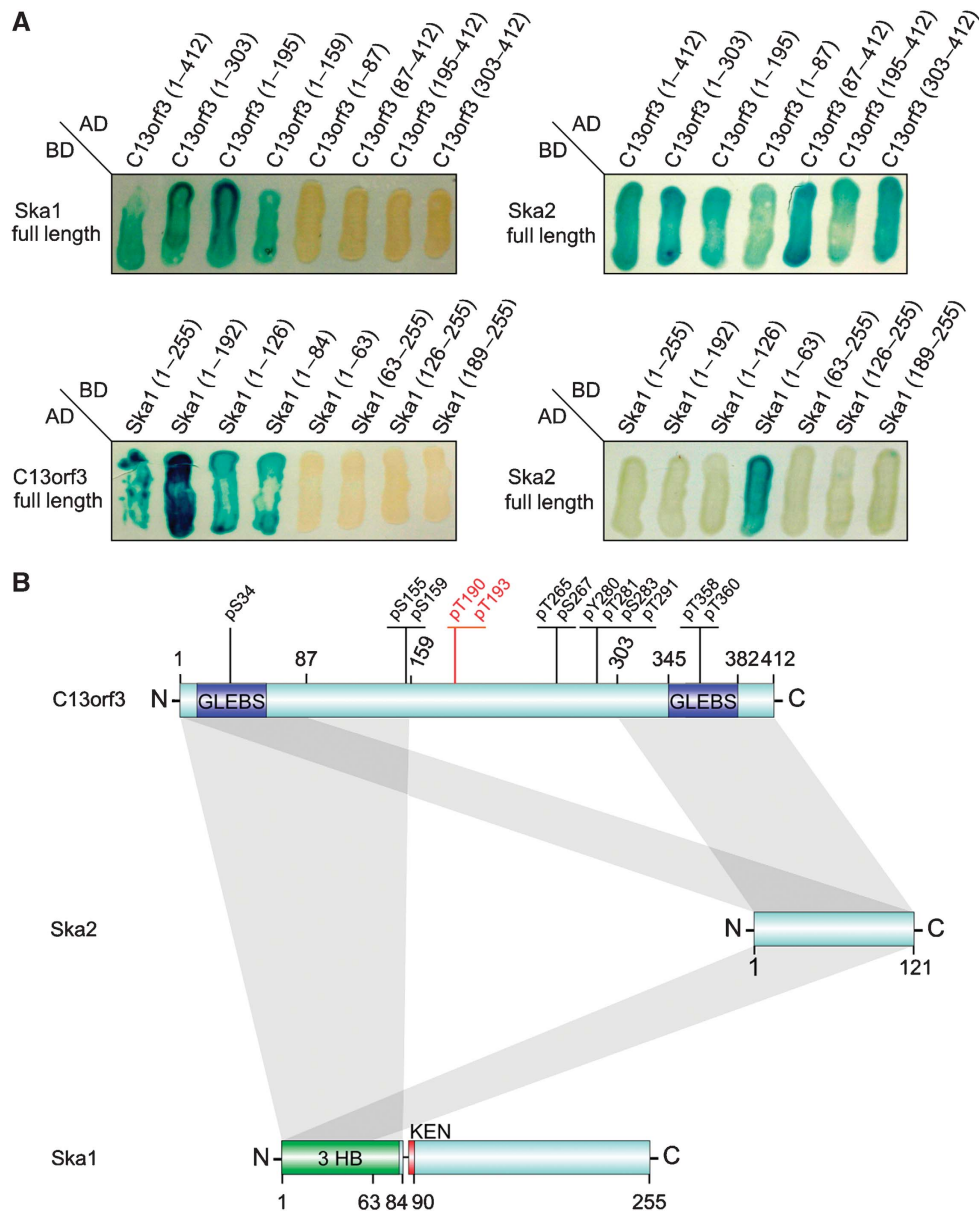 A
AD
BD
C13orf3 (1–412)
C13orf3 (1–303)
C13orf3 (1–195)
C13orf3 (1–159)
C13orf3 (1–87)
C13orf3 (87–412)
C13orf3 (195–412)
C13orf3 (303–412)
Ska1
full length
AD
BD
C13orf3 (1–412)
C13orf3 (1–303)
C13orf3 (1–195)
C13orf3 (1–87)
C13orf3 (87–412)
C13orf3 (195–412)
C13orf3 (303–412)
Ska2
full length
BD
AD
Ska1 (1–255)
Ska1 (1–192)
Ska1 (1–126)
Ska1 (1–84)
Ska1 (1–63)
Ska1 (63–255)
Ska1 (126–255)
Ska1 (189–255)
C13orf3
full length
BD
AD
Ska1 (1–255)
Ska1 (1–192)
Ska1 (1–126)
Ska1 (1–63)
Ska1 (63–255)
Ska1 (126–255)
Ska1 (189–255)
Ska2
full length
B
pS34
pS155
pS159
pT190
pT193
pT265
pS267
pY280
pT281
pS283
pT291
pT358
pT360
1
87
159
303
345
382
412
C13orf3
N
GLEBS
GLEBS
C
Ska2
N
C
1
121
KEN
Ska1
N
3 HB
C
1
63
84
90
255